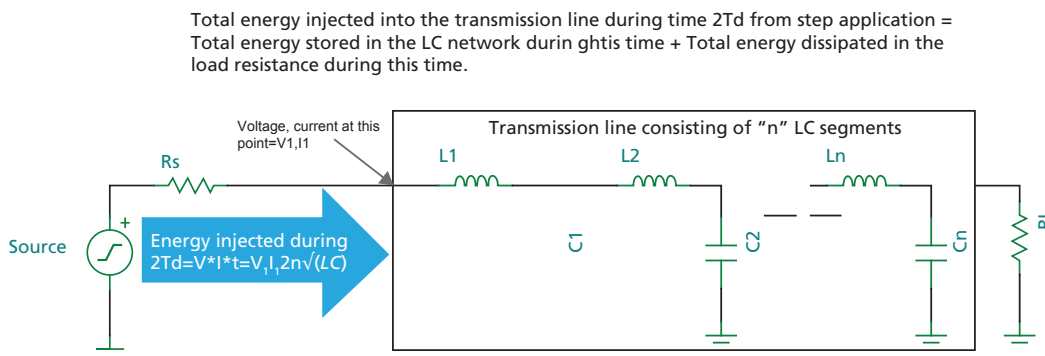 Total energy injected into the transmission line during time 2Td from step application =
Total energy stored in the LC network durin ghtis time + Total energy dissipated in the
load resistance during this time.
Voltage, current at this
point=V1,I1
Transmission line consisting of “n” LC segments
Rs
L1
L2
Ln
+
Source
Energy injected during
2Td=V*I*t=V₁I₁2n√(LC)
C1
C2
Cn